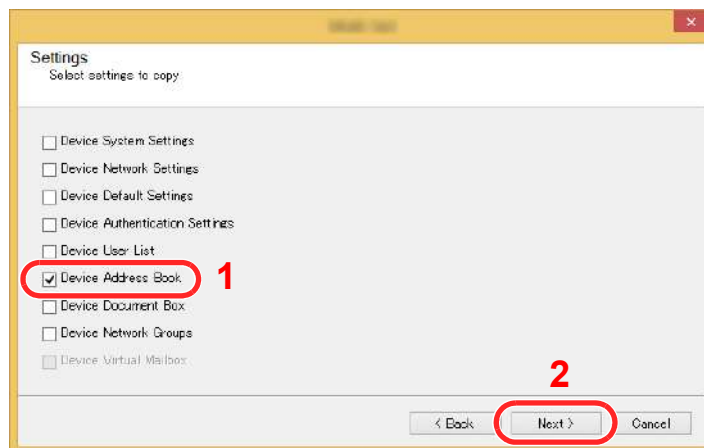 Settings
Select settings to copy
Device System Settings
Device Network Settings
Device Default Settings
Device Authentication Settings
Device User List
Device Address Book 1
Device Document Box
Device Network Groups
Device Virtual Mailbox
2
< Back Next > Cancel